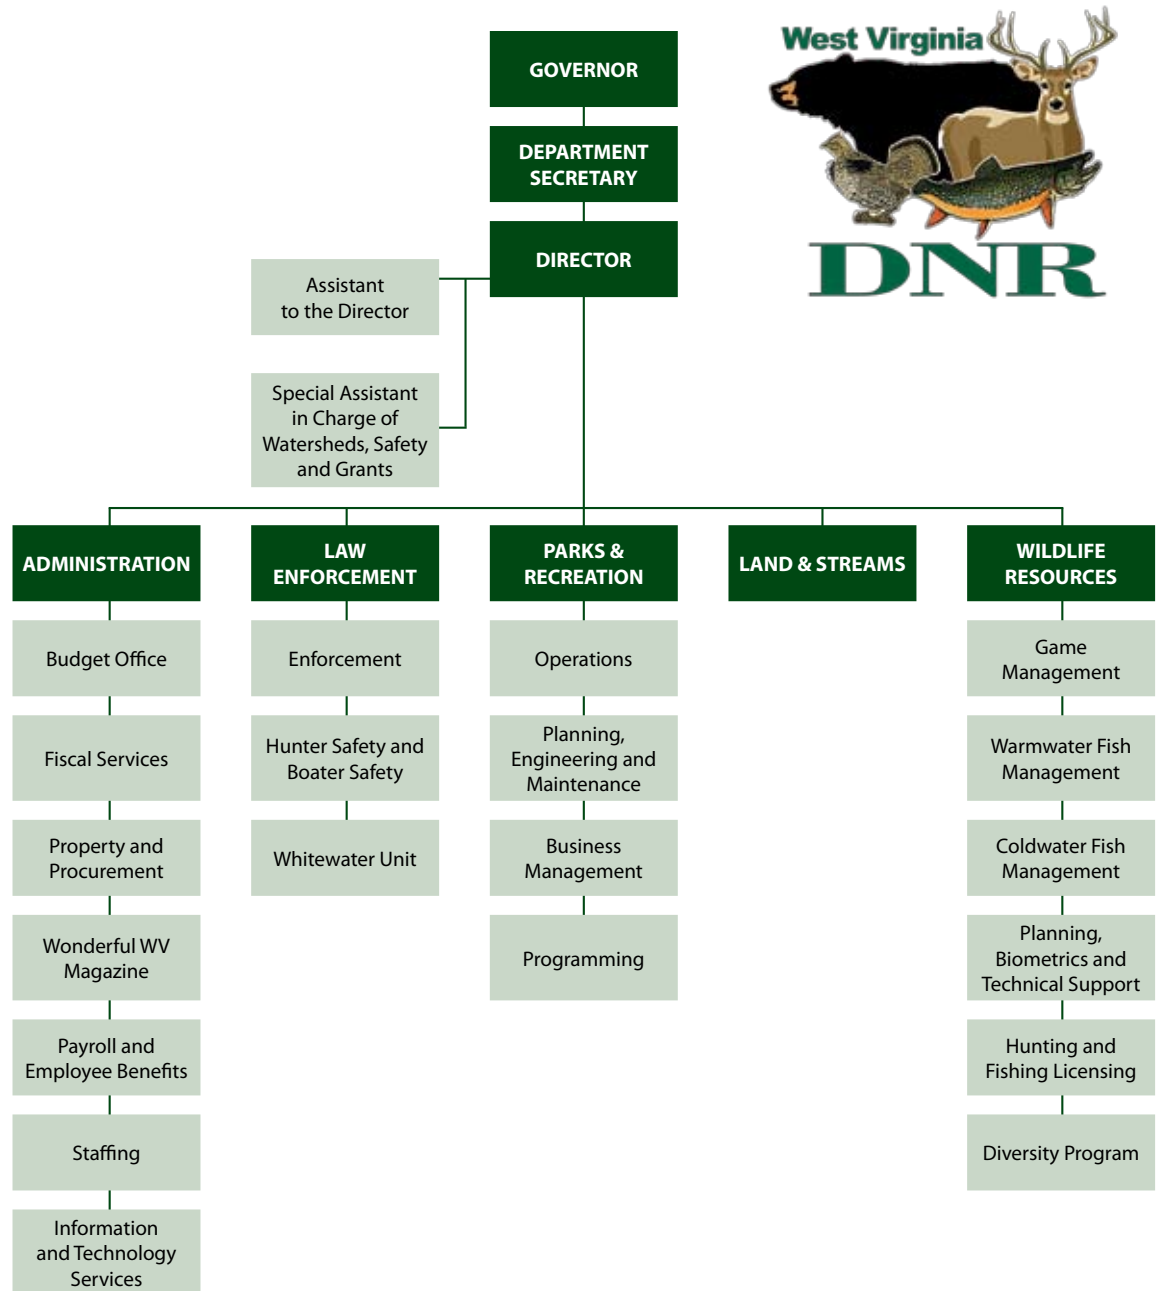 West Virginia
DNR
GOVERNOR
DEPARTMENT
SECRETARY
DIRECTOR
Assistant
to the Director
Special Assistant
in Charge of
Watersheds, Safety
and Grants
ADMINISTRATION
Budget Office
Fiscal Services
Property and
Procurement
Wonderful WV
Magazine
Payroll and
Employee Benefits
Staffing
Information
and Technology
Services
LAW
ENFORCEMENT
Enforcement
Hunter Safety and
Boater Safety
Whitewater Unit
PARKS &
RECREATION
Operations
Planning,
Engineering and
Maintenance
Business
Management
Programming
LAND & STREAMS
WILDLIFE
RESOURCES
Game
Management
Warmwater Fish
Management
Coldwater Fish
Management
Planning,
Biometrics and
Technical Support
Hunting and
Fishing Licensing
Diversity Program